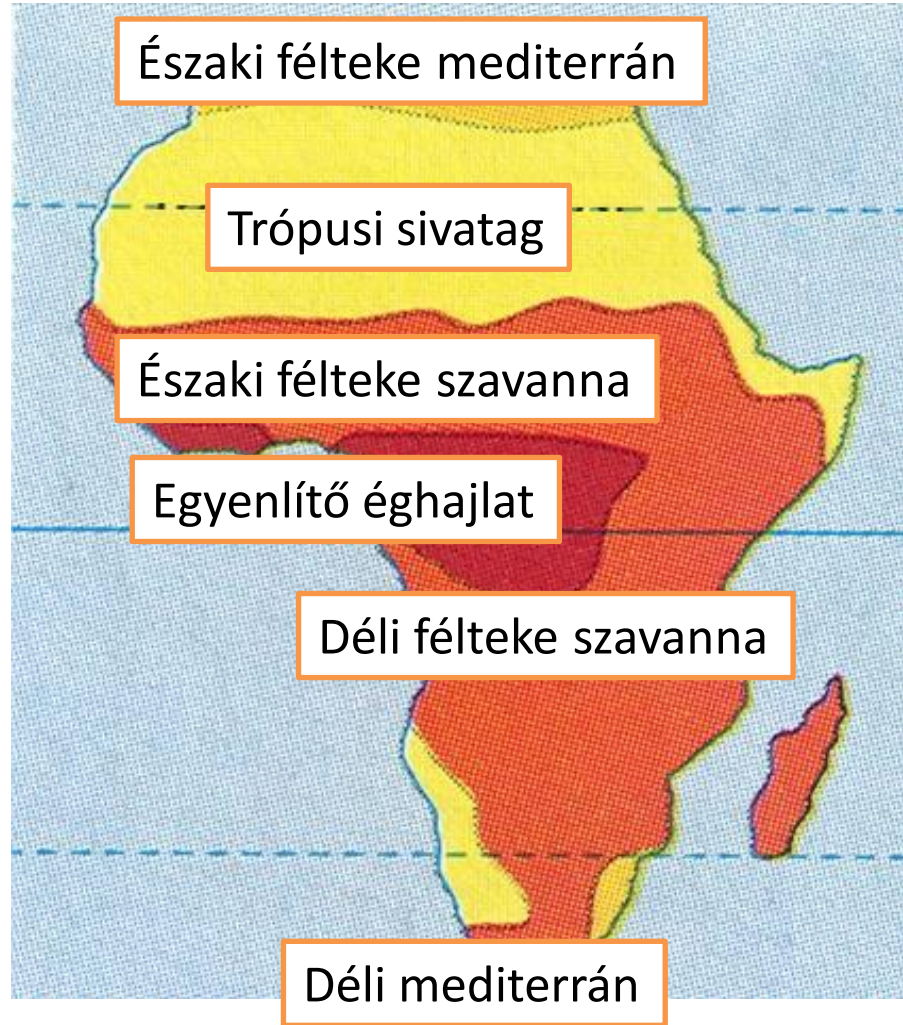 Északi félteke mediterrán
Trópusi sivatag
Északi félteke szavanna
Egyenlítő éghajlat
Déli félteke szavanna
Déli mediterrán